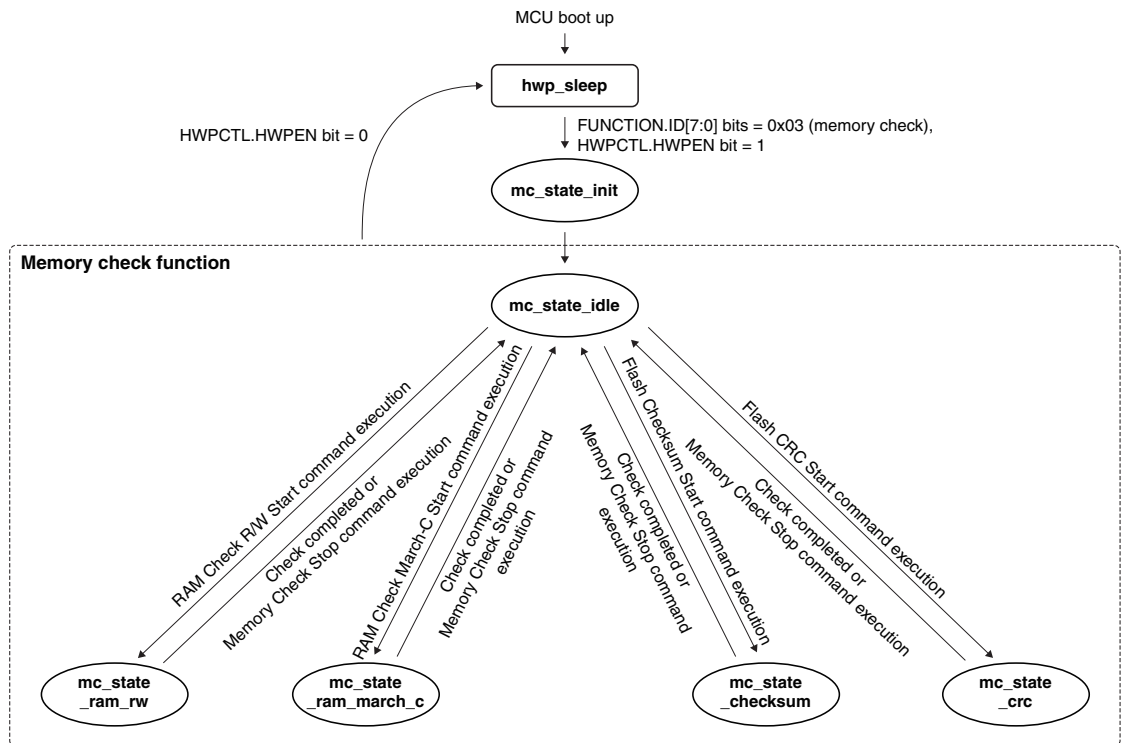 MCU boot up
hwp_sleep
HWPCTL.HWPEN bit = 0
FUNCTION.ID[7:0] bits = 0x03 (memory check),
HWPCTL.HWPEN bit = 1
mc_state_init
Memory check function
mc_state_idle
RAM Check R/W Start command execution
Check completed or
Memory Check Stop command execution
RAM Check March-C Start command execution
Check completed or
Memory Check Stop command
execution
Flash Checksum Start command execution
Check completed or
Memory Check Stop command
execution
Flash CRC Start command execution
Check completed or
Memory Check Stop command execution
mc_state
_ram_rw
mc_state
_ram_march_c
mc_state
_checksum
mc_state
_crc